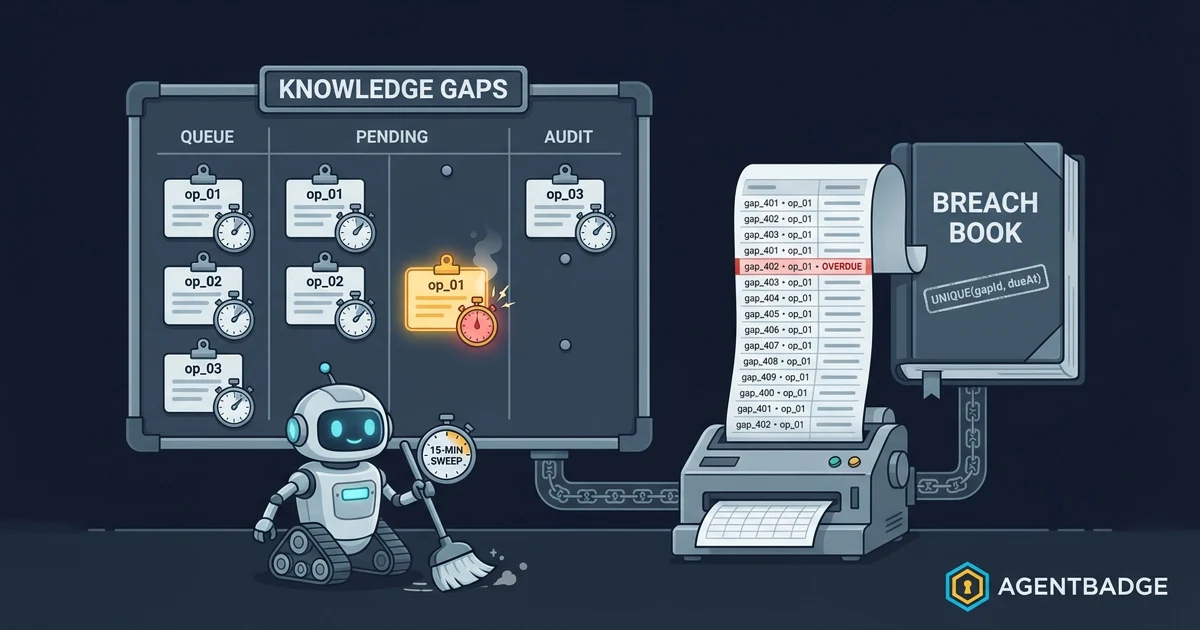 KNOWLEDGE GAPS
QUEUE
PENDING
AUDIT
op_01
op_01
op_03
op_02
op_02
op_01
op_03
15-MIN
SWEEP
gap_401 • op_01
gap_402 • op_01
gap_403 • op_01
gap_401 • op_01
gap_402 • op_01 • OVERDUE
gap_403 • op_01
gap_404 • op_01
gap_405 • op_01
gap_406 • op_01
gap_407 • op_01
gap_408 • op_01
gap_409 • op_01
gap_400 • op_01
gap_401 • op_01
gap_402 • op_01
BREACH
BOOK
UNIQUE(gapId, dueAt)
AGENTBADGE